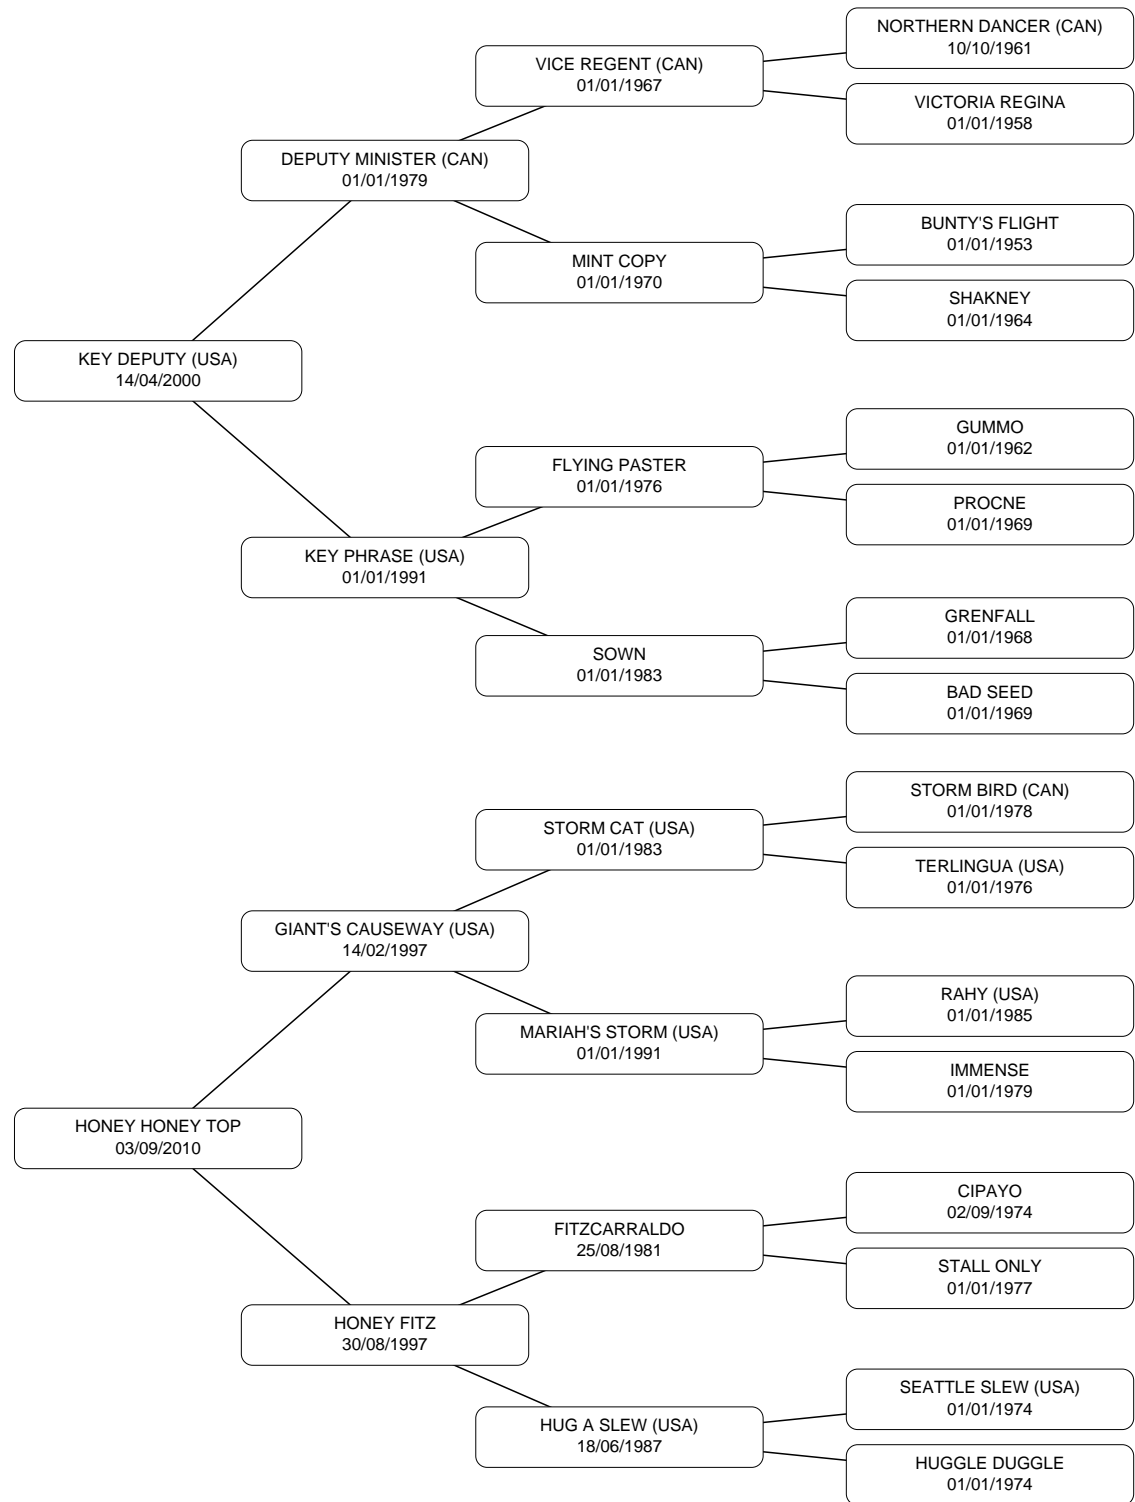 NORTHERN DANCER (CAN)
10/10/1961
VICE REGENT (CAN)
01/01/1967
VICTORIA REGINA
01/01/1958
DEPUTY MINISTER (CAN)
01/01/1979
BUNTY'S FLIGHT
01/01/1953
MINT COPY
01/01/1970
SHAKNEY
01/01/1964
KEY DEPUTY (USA)
14/04/2000
GUMMO
01/01/1962
FLYING PASTER
01/01/1976
PROCNE
01/01/1969
KEY PHRASE (USA)
01/01/1991
GRENFALL
01/01/1968
SOWN
01/01/1983
BAD SEED
01/01/1969
STORM BIRD (CAN)
01/01/1978
STORM CAT (USA)
01/01/1983
TERLINGUA (USA)
01/01/1976
GIANT'S CAUSEWAY (USA)
14/02/1997
RAHY (USA)
01/01/1985
MARIAH'S STORM (USA)
01/01/1991
IMMENSE
01/01/1979
HONEY HONEY TOP
03/09/2010
CIPAYO
02/09/1974
FITZCARRALDO
25/08/1981
STALL ONLY
01/01/1977
HONEY FITZ
30/08/1997
SEATTLE SLEW (USA)
01/01/1974
HUG A SLEW (USA)
18/06/1987
HUGGLE DUGGLE
01/01/1974